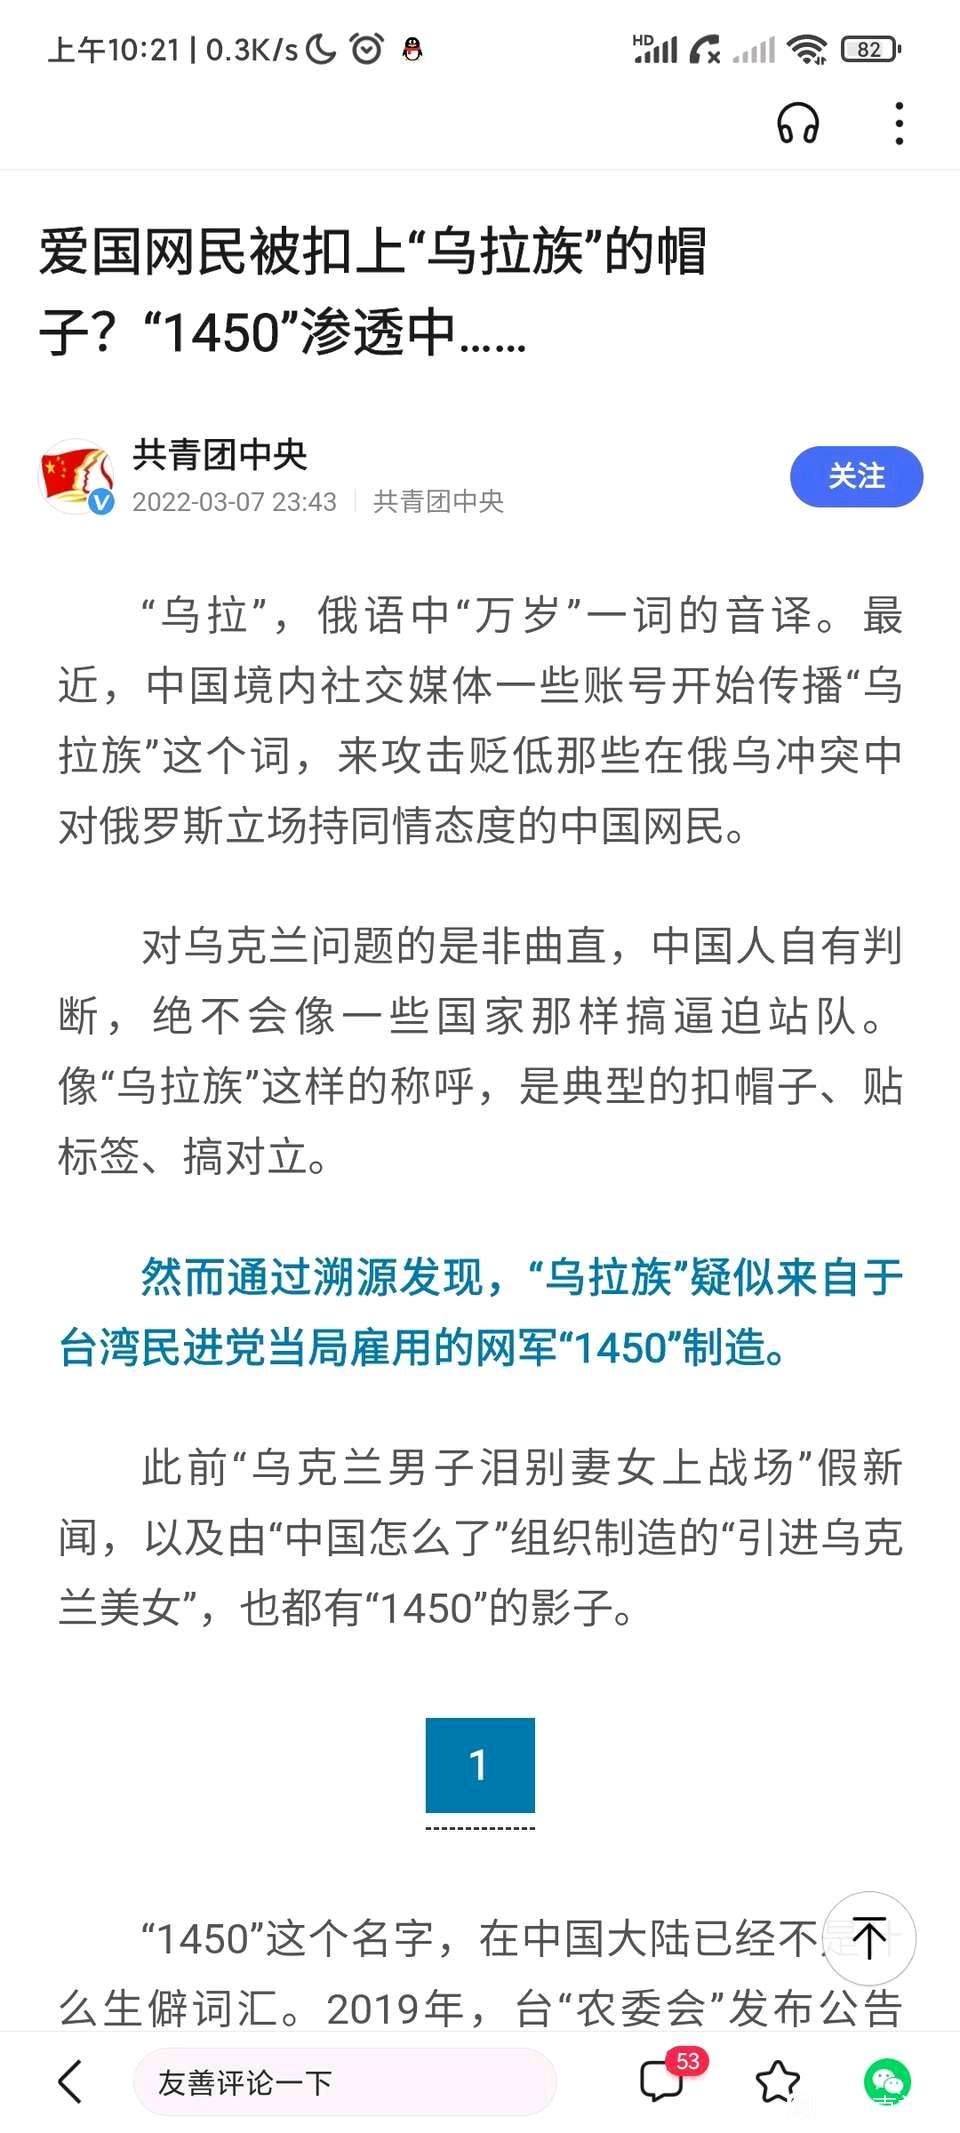 上午10:21 | 0.3K/s
HD
82
爱国网民被扣上“乌拉族”的帽
子？“1450”渗透中……
共青团中央
2022-03-07 23:43 | 共青团中央
关注
“乌拉”，俄语中“万岁”一词的音译。最
近，中国境内社交媒体一些账号开始传播“乌
拉族”这个词，来攻击贬低那些在俄乌冲突中
对俄罗斯立场持同情态度的中国网民。
对乌克兰问题的是非曲直，中国人自有判
断，绝不会像一些国家那样搞逼迫站队。
像“乌拉族”这样的称呼，是典型的扣帽子、贴
标签、搞对立。
然而通过溯源发现，“乌拉族”疑似来自于
台湾民进党当局雇用的网军“1450”制造。
此前“乌克兰男子泪别妻女上战场”假新
闻，以及由“中国怎么了”组织制造的“引进乌克
兰美女”，也都有“1450”的影子。
1
“1450”这个名字，在中国大陆已经不是什
么生僻词汇。2019年，台“农委会”发布公告
友善评论一下
53